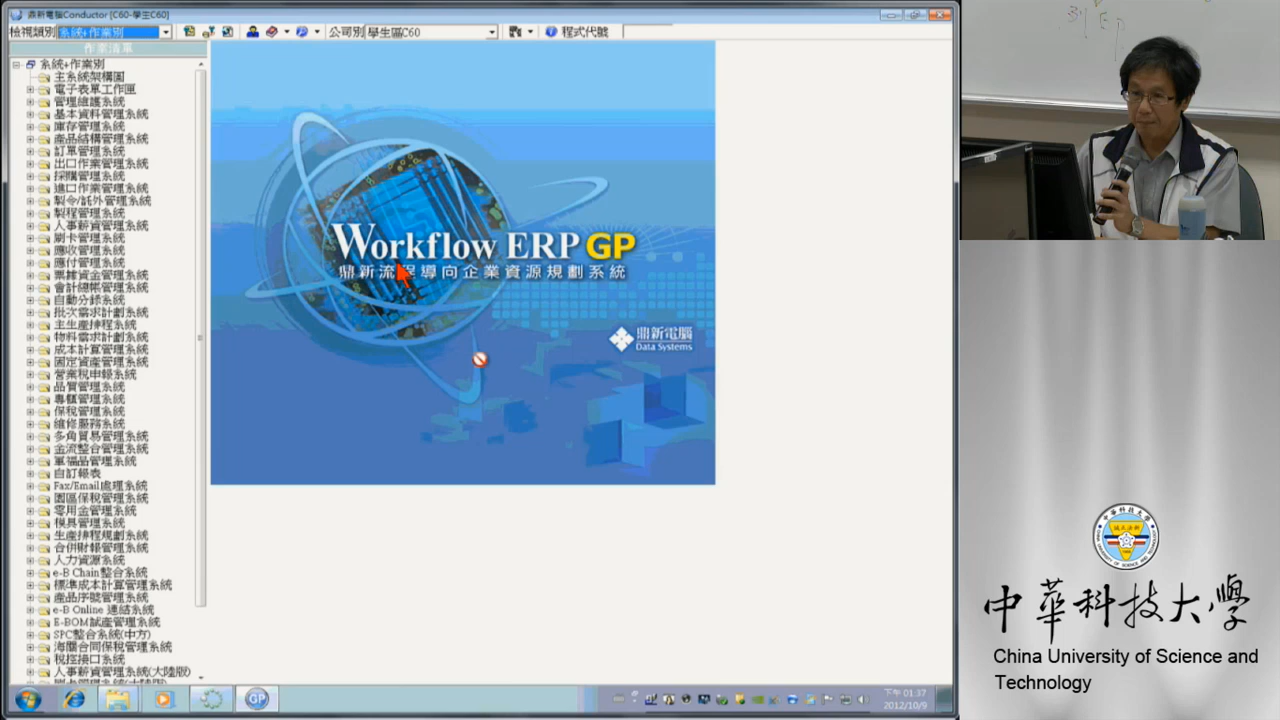 鼎新電腦Conductor [C60-學生C60]
檢視類別 系統+作業別 公司別 學生區C60 程式代號
作業清單
系統+作業別
主系統架構圖
電子表單工作匣
管理維護系統
基本資料管理系統
庫存管理系統
產品結構管理系統
訂單管理系統
出口作業管理系統
採購管理系統
進口作業管理系統
製令/託外管理系統
製程管理系統
人事薪資管理系統
刷卡管理系統
應收管理系統
應付管理系統
票據資金管理系統
會計總帳管理系統
自動分錄系統
批次需求計劃系統
主生產排程系統
物料需求計劃系統
成本計算管理系統
固定資產管理系統
營業稅申報系統
品質管理系統
專櫃管理系統
保稅管理系統
維修服務系統
多角貿易管理系統
金流整合管理系統
軍福品管理系統
自訂報表
Fax/Email處理系統
園區保稅管理系統
零用金管理系統
模具管理系統
生產排程規劃系統
合併財報管理系統
人力資源系統
e-B Chain整合系統
標準成本計算管理系統
產品序號管理系統
e-B Online 連結系統
E-BOM試產管理系統
SPC整合系統(中方)
海關合同保稅管理系統
稅控接口系統
人事薪資管理系統(大陸版)
刷卡管理系統(大陸版)
Workflow ERP GP
鼎新流程導向企業資源規劃系統
鼎新電腦
Data Systems
GP
下午 01:37
2012/10/9
中華科技大學
China University of Science and
Technology